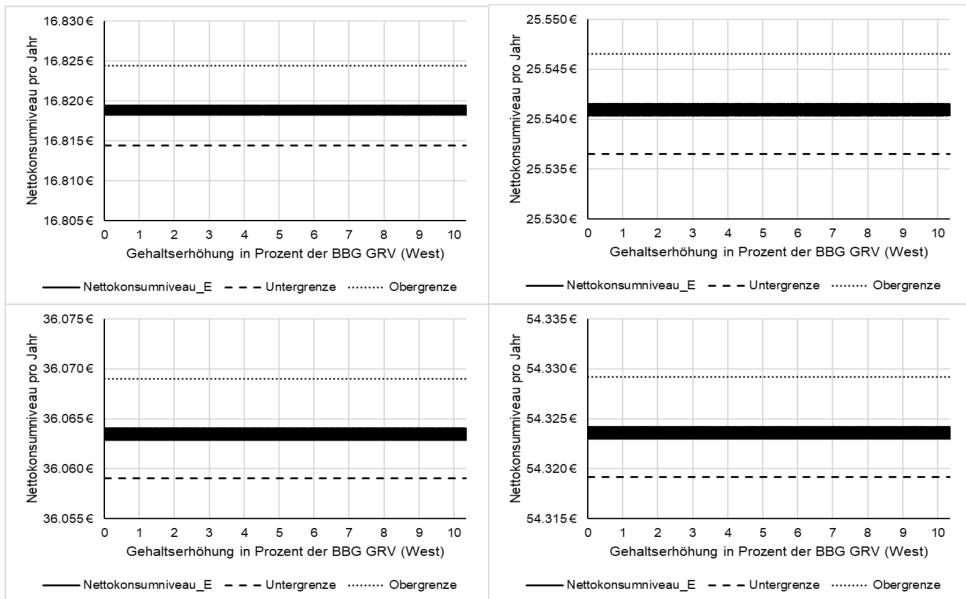 Nettokonsumniveau pro Jahr
16.830€
16.825€
16.820€
16.815€
16.810€
16.805€
0 1 2 3 4 5 6 7 8 9 10
Gehaltserhöhung in Prozent der BBG GRV (West)
Nettokonsumniveau_E Untergrenze Obergrenze
Nettokonsumniveau pro Jahr
25.550€
25.545€
25.540€
25.535€
25.530€
0 1 2 3 4 5 6 7 8 9 10
Gehaltserhöhung in Prozent der BBG GRV (West)
Nettokonsumniveau_E Untergrenze Obergrenze
Nettokonsumniveau pro Jahr
36.075€
36.070€
36.065€
36.060€
36.055€
0 1 2 3 4 5 6 7 8 9 10
Gehaltserhöhung in Prozent der BBG GRV (West)
Nettokonsumniveau_E Untergrenze Obergrenze
Nettokonsumniveau pro Jahr
54.335€
54.330€
54.325€
54.320€
54.315€
0 1 2 3 4 5 6 7 8 9 10
Gehaltserhöhung in Prozent der BBG GRV (West)
Nettokonsumniveau_E Untergrenze Obergrenze